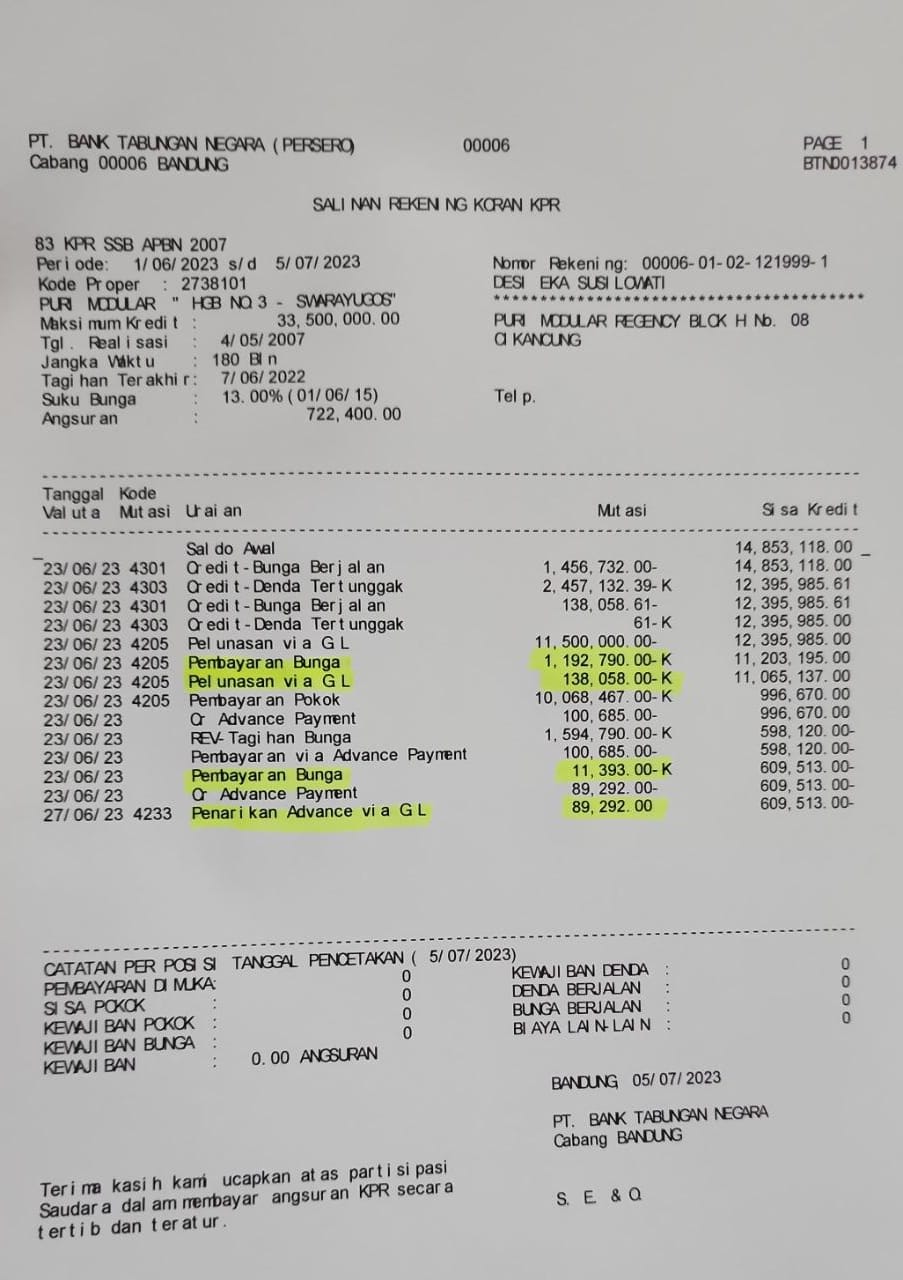 PT. BANK TABUNGAN NEGARA (PERSERO) 00006 PAGE 1
Cabang 00006 BANDUNG BTN0013874
SALINAN REKENING KORAN KPR
83 KPR SSB APBN 2007
Periode: 1/06/2023 s/d 5/07/2023 Nomor Rekening: 00006-01-02-121999-1
Kode Proper : 2738101 DESI EKA SUSILOWATI
PURI MODULAR " HGB NO.3 - SWARAYUGOS" ****************************************
Maksimum Kredit : 33,500,000.00 PURI MODULAR REGENCY BLOK H No. 08
Tgl. Realisasi : 4/05/2007 CIKANCUNG
Jangka Waktu : 180 Bln
Tagihan Terakhir: 7/06/2022
Suku Bunga : 13.00%(01/06/15) Telp.
Angsuran : 722,400.00
Tanggal Kode
Valuta Mutasi Uraian Mutasi Sisa Kredit
Saldo Awal 14,853,118.00
23/06/23 4301 Credit-Bunga Berjalan 1,456,732.00- 14,853,118.00
23/06/23 4303 Credit-Denda Tertunggak 2,457,132.39-K 12,395,985.61
23/06/23 4301 Credit-Bunga Berjalan 138,058.61- 12,395,985.61
23/06/23 4303 Credit-Denda Tertunggak 61-K 12,395,985.00
23/06/23 4205 Pelunasan via G L 11,500,000.00- 12,395,985.00
23/06/23 4205 Pembayaran Bunga 1,192,790.00-K 11,203,195.00
23/06/23 4205 Pelunasan via G L 138,058.00-K 11,065,137.00
23/06/23 4205 Pembayaran Pokok 10,068,467.00-K 996,670.00
23/06/23 Cr Advance Payment 100,685.00- 996,670.00
23/06/23 REV-Tagihan Bunga 1,594,790.00-K 598,120.00-
23/06/23 Pembayaran via Advance Payment 100,685.00- 598,120.00-
23/06/23 Pembayaran Bunga 11,393.00-K 609,513.00-
23/06/23 Cr Advance Payment 89,292.00- 609,513.00-
27/06/23 4233 Penarikan Advance via G L 89,292.00 609,513.00-
CATATAN PER POSISI TANGGAL PENCETAKAN ( 5/07/2023)
PEMBAYARAN DI MUKA: 0 KEWAJIBAN DENDA : 0
SISA POKOK : 0 DENDA BERJALAN : 0
KEWAJIBAN POKOK : 0 BUNGA BERJALAN : 0
KEWAJIBAN BUNGA : 0 BIAYA LAIN-LAIN : 0
KEWAJIBAN : 0.00 ANGSURAN
BANDUNG, 05/07/2023
PT. BANK TABUNGAN NEGARA
Cabang BANDUNG
Terima kasih kami ucapkan atas partisipasi
Saudara dalam membayar angsuran KPR secara
tertib dan teratur.
S. E. & O.